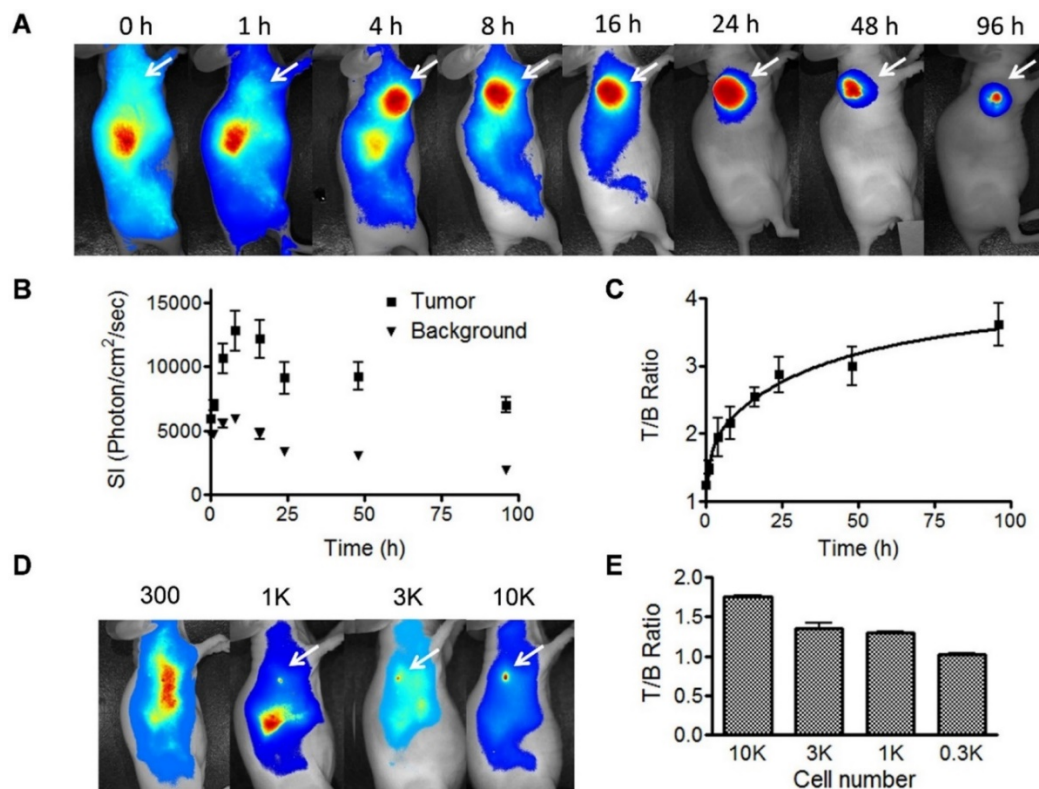 A
0 h 1 h 4 h 8 h 16 h 24 h 48 h 96 h
B
SI (Photon/cm²/sec)
15000
10000
5000
0
0 25 50 75 100
Time (h)
Tumor
Background
C
T/B Ratio
4
3
2
1
0 25 50 75 100
Time (h)
D
300 1K 3K 10K
E
T/B Ratio
2.0
1.5
1.0
0.5
0.0
10K 3K 1K 0.3K
Cell number